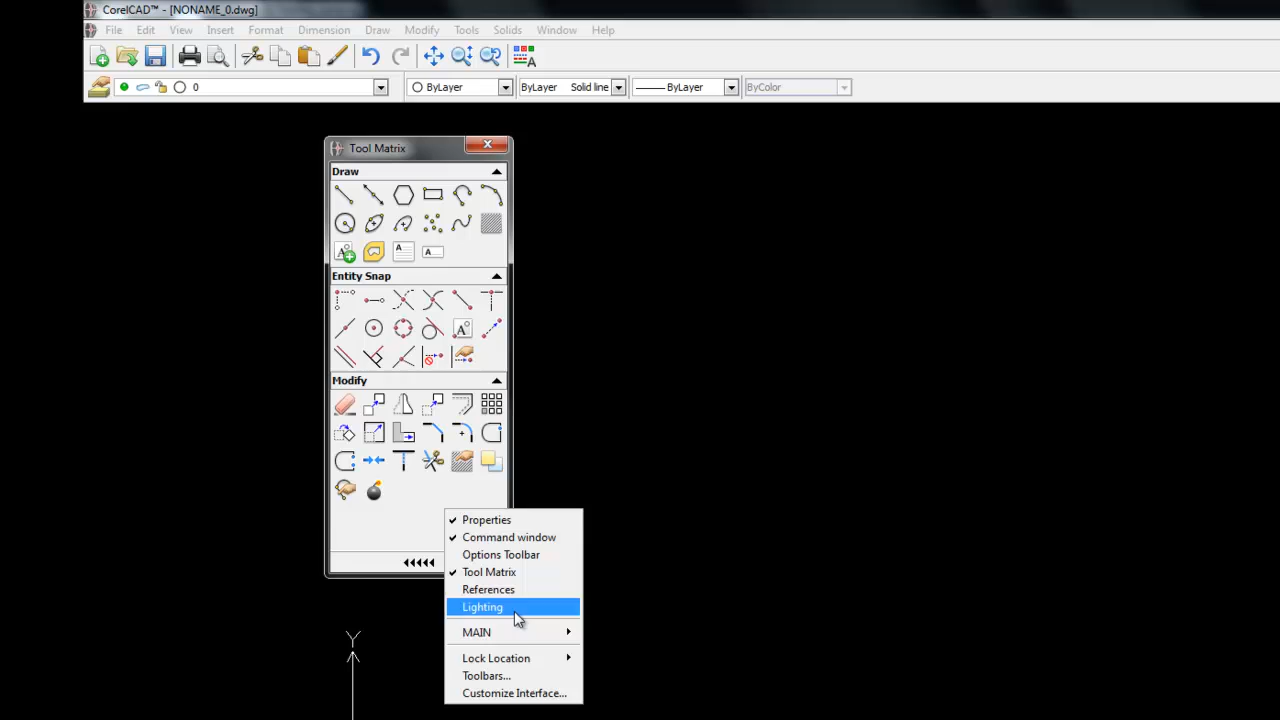 CorelCAD™ - [NONAME_0.dwg]
File Edit View Insert Format Dimension Draw Modify Tools Solids Window Help
0 ByLayer ByLayer Solid line ByLayer ByColor
Tool Matrix
Draw
A
A A
Entity Snap
A
Modify
Properties
Command window
Options Toolbar
Tool Matrix
References
Lighting
MAIN
Lock Location
Toolbars...
Customize Interface...
Y